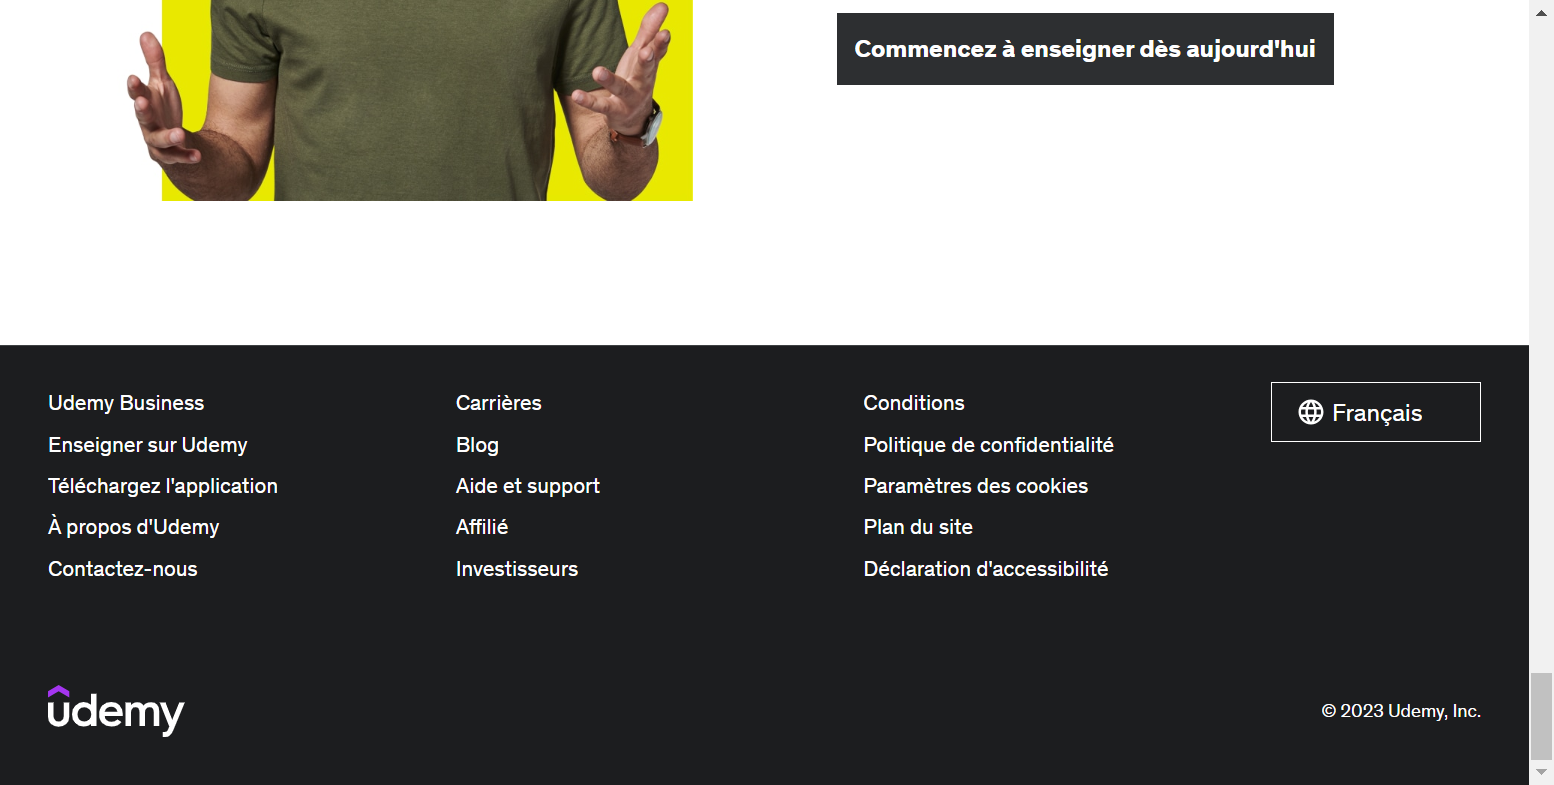 Commencez à enseigner dès aujourd'hui
Udemy Business
Enseigner sur Udemy
Téléchargez l'application
À propos d'Udemy
Contactez-nous
Carrières
Blog
Aide et support
Affilié
Investisseurs
Conditions
Politique de confidentialité
Paramètres des cookies
Plan du site
Déclaration d'accessibilité
Français
udemy
© 2023 Udemy, Inc.